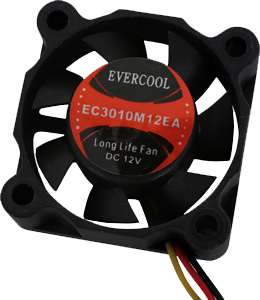 EVERCOOL
EC3010M12EA
Long Life Fan
DC 12V